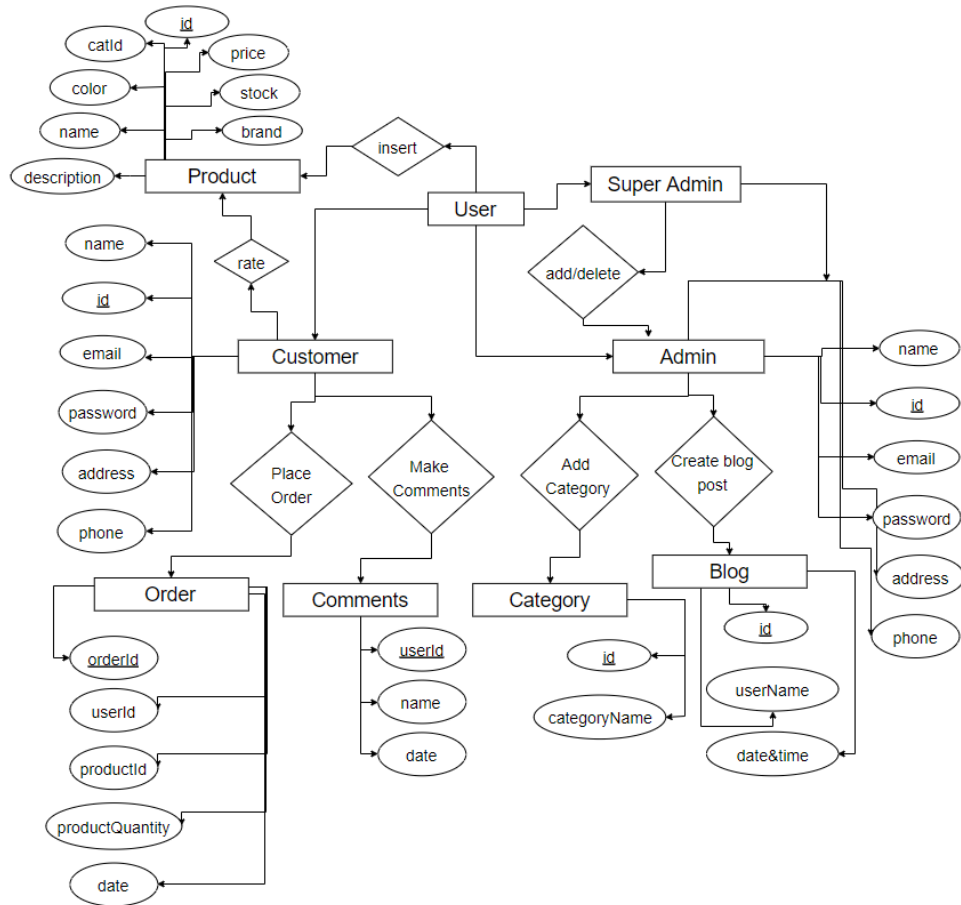 id
catId
price
color
stock
name
brand
insert
description
Product
Super Admin
User
name
rate
add/delete
id
email
Customer
Admin
name
id
password
address
Place
Order
Make
Comments
Add
Category
Create blog
post
email
phone
password
Order
Comments
Category
Blog
address
id
phone
orderId
userId
id
userId
name
categoryName
userName
productId
date
date&time
productQuantity
date